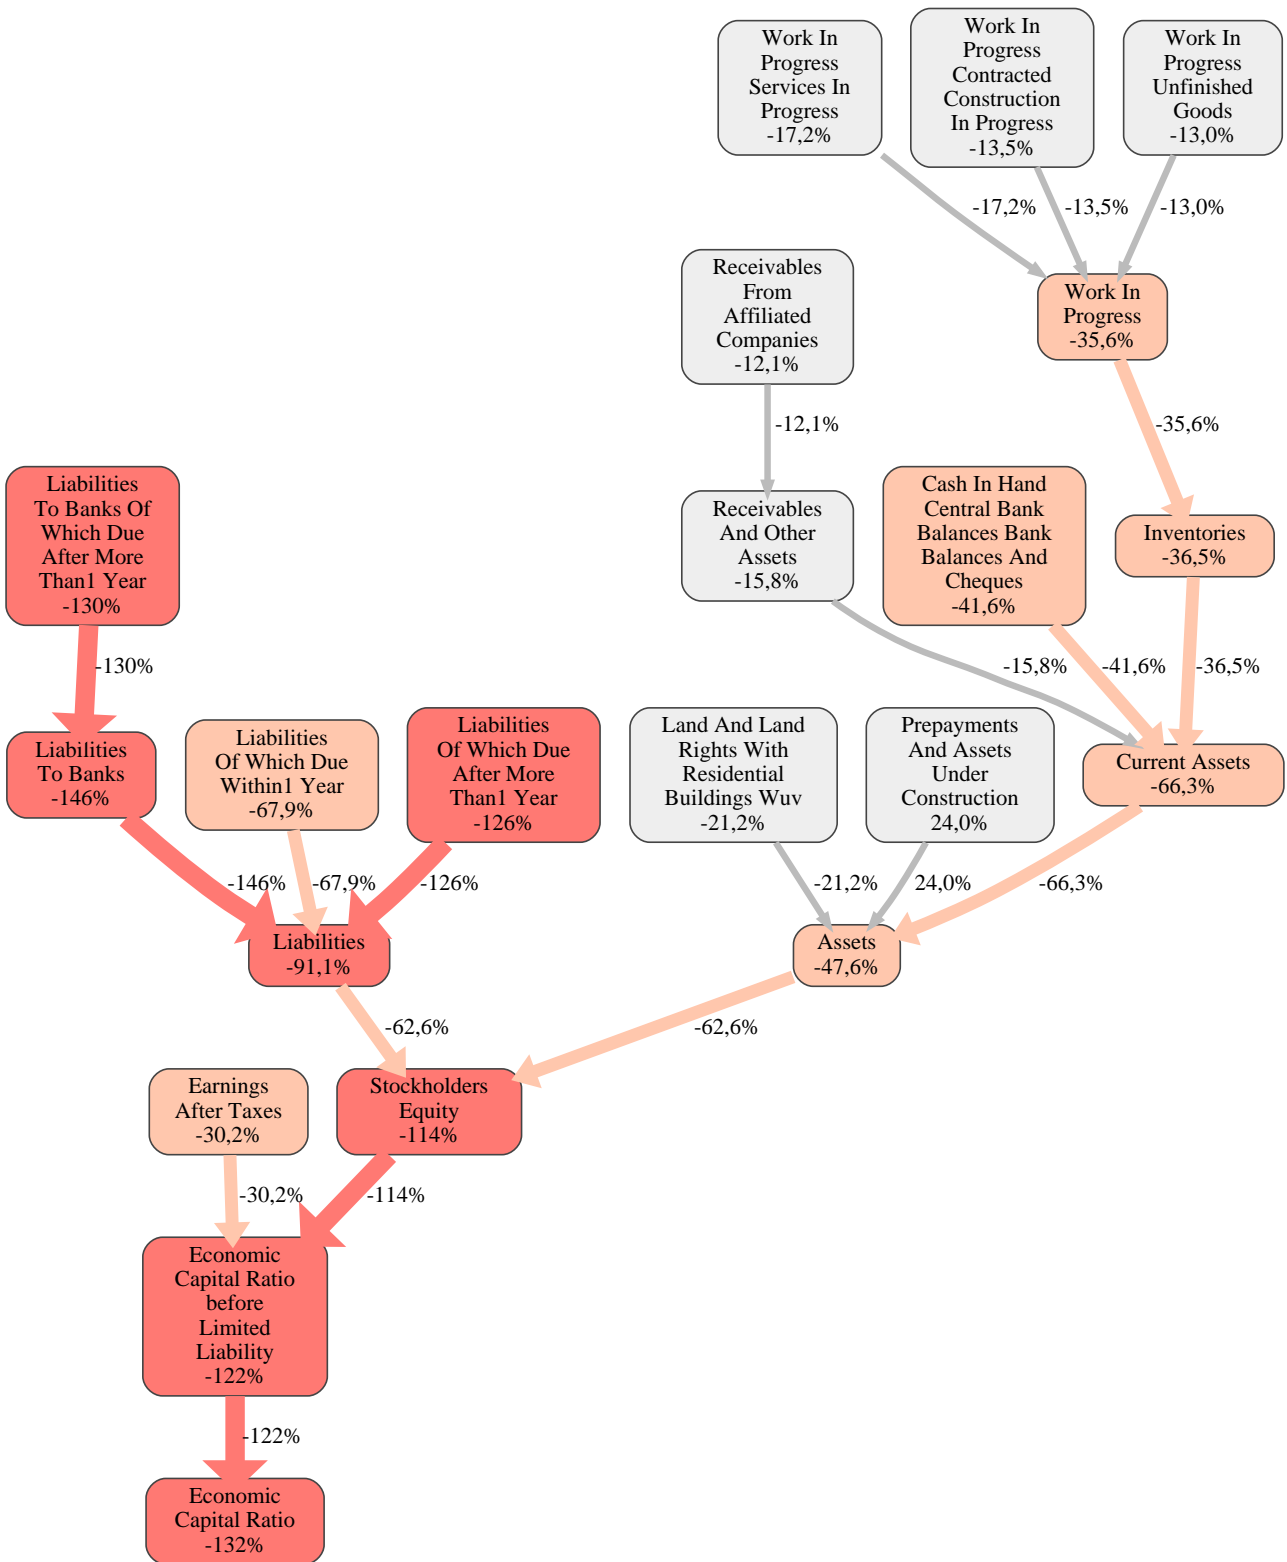 Work In
Progress
Services In
Progress
-17,2%
Work In
Progress
Contracted
Construction
In Progress
-13,5%
Work In
Progress
Unfinished
Goods
-13,0%
-17,2%
-13,5%
-13,0%
Receivables
From
Affiliated
Companies
-12,1%
Work In
Progress
-35,6%
-12,1%
-35,6%
Liabilities
To Banks Of
Which Due
After More
Than1 Year
-130%
Receivables
And Other
Assets
-15,8%
Cash In Hand
Central Bank
Balances Bank
Balances And
Cheques
-41,6%
Inventories
-36,5%
-130%
-15,8%
-41,6%
-36,5%
Liabilities
To Banks
-146%
Liabilities
Of Which Due
Within1 Year
-67,9%
Liabilities
Of Which Due
After More
Than1 Year
-126%
Land And Land
Rights With
Residential
Buildings Wuv
-21,2%
Prepayments
And Assets
Under
Construction
24,0%
Current Assets
-66,3%
-146%
-67,9%
-126%
-21,2%
24,0%
-66,3%
Liabilities
-91,1%
Assets
-47,6%
-62,6%
-62,6%
Earnings
After Taxes
-30,2%
Stockholders
Equity
-114%
-30,2%
-114%
Economic
Capital Ratio
before
Limited
Liability
-122%
-122%
Economic
Capital Ratio
-132%